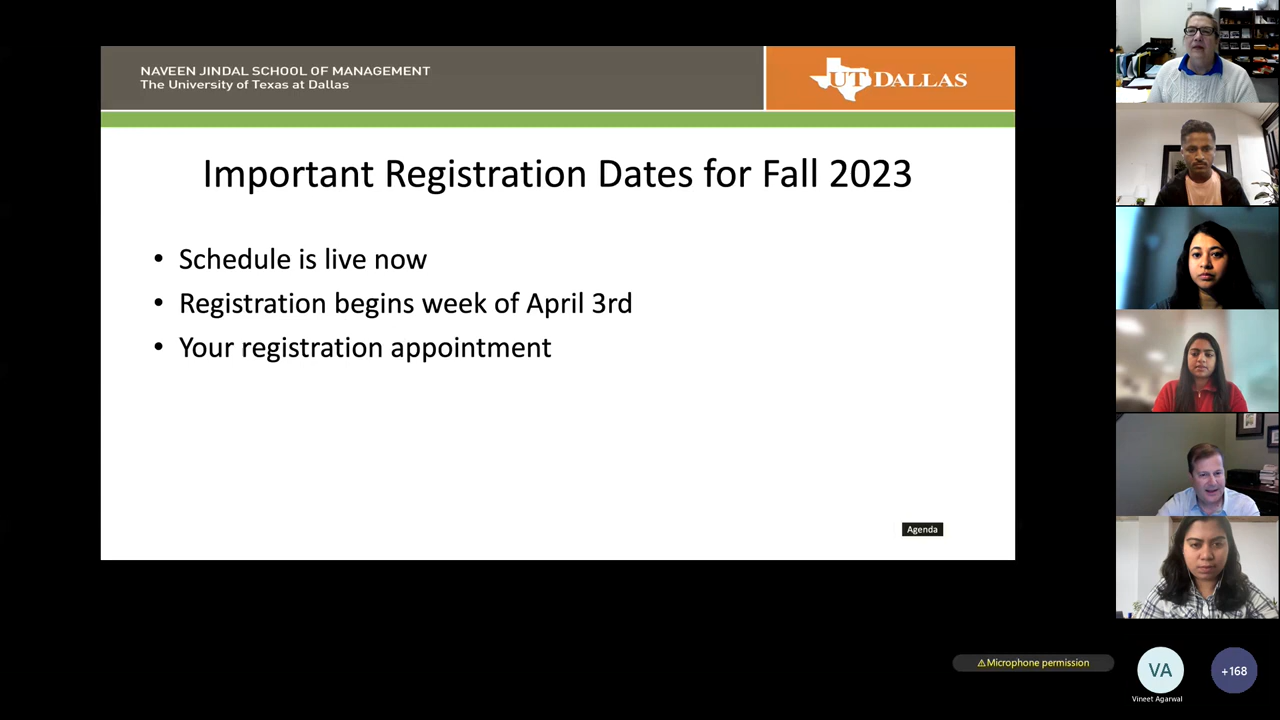 NAVEEN JINDAL SCHOOL OF MANAGEMENT
The University of Texas at Dallas
UT DALLAS
Important Registration Dates for Fall 2023
• Schedule is live now
• Registration begins week of April 3rd
• Your registration appointment
Agenda
⚠Microphone permission
VA
Vineet Agarwal
+168